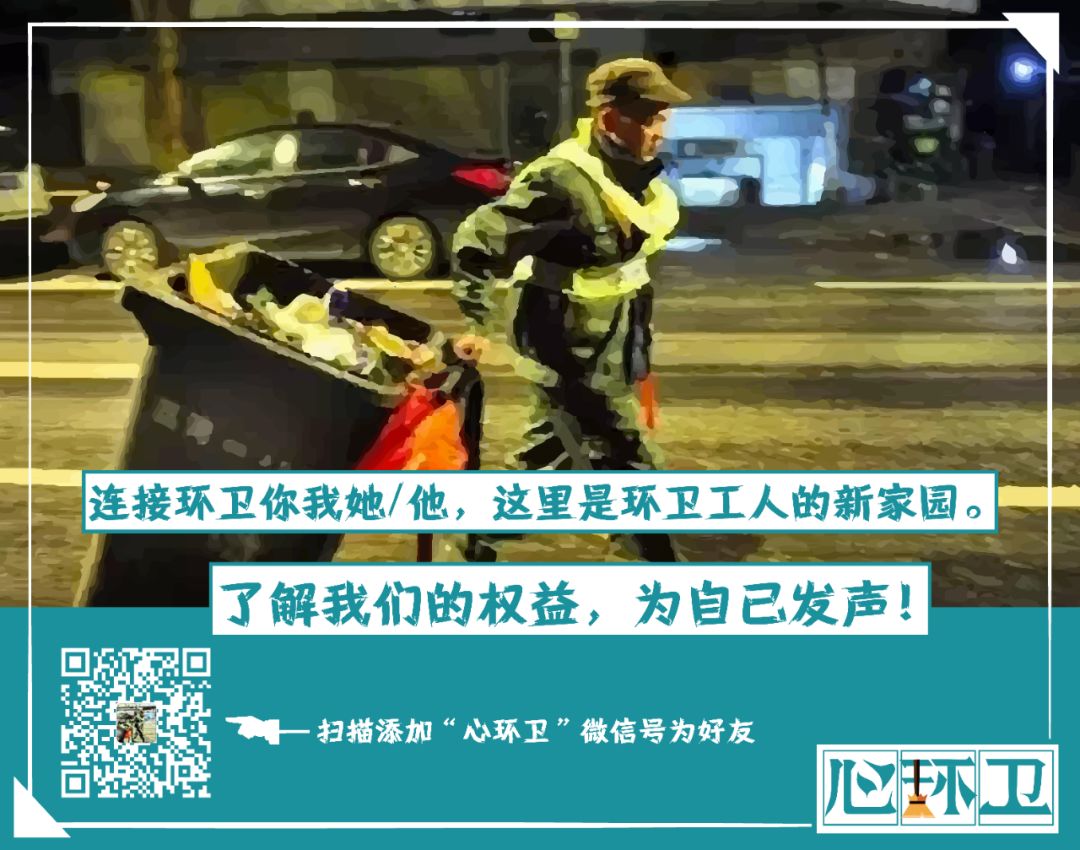 连接环卫你我她/他，这里是环卫工人的新家园。
了解我们的权益，为自己发声！
扫描添加“心环卫”微信号为好友
心环卫